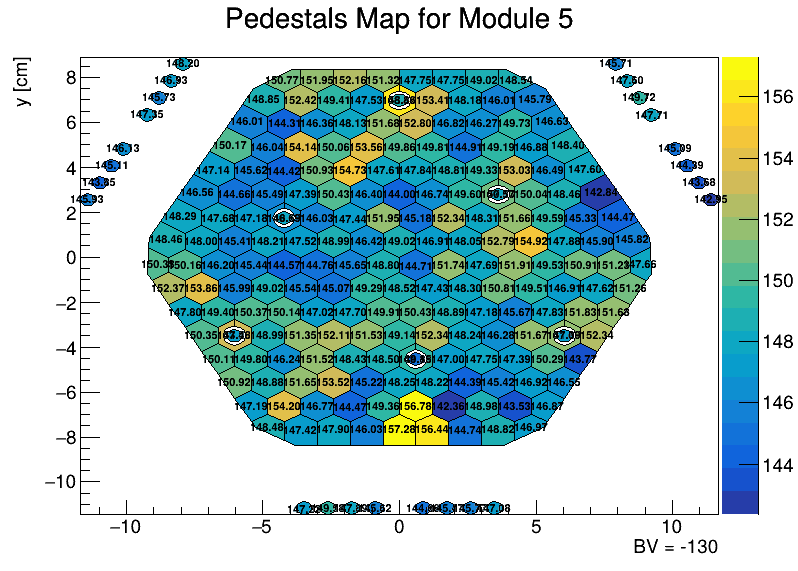 Pedestals Map for Module 5
y [cm]
148.20 148.71
146.93 147.50
145.73 149.72
147.35 147.71
146.13 145.09
145.11 144.39
143.85 143.68
145.93 142.95
150.77 151.95 152.16 151.32 147.75 147.75 149.02 148.54
148.85 152.42 149.41 147.53 153.41 148.18 146.01 145.79
146.01 144.31 146.36 148.13 151.68 152.80 146.82 146.27 149.73 146.63
150.17 146.04 154.14 150.06 153.56 149.86 149.81 144.91 149.19 146.88 148.40
147.14 145.62 144.42 150.93 154.73 147.61 147.84 148.79 149.33 153.03 146.49 147.60
146.56 144.66 145.49 147.39 150.43 146.40 144.00 146.74 149.60 150.04 148.46 142.84
148.29 147.68 147.18 146.03 147.44 151.95 145.18 152.34 148.31 151.66 149.59 145.33 144.47
148.46 148.00 145.41 148.21 147.52 148.99 146.42 149.02 146.91 148.05 152.79 154.92 147.88 145.90 145.82
150.16 146.20 145.44 144.57 144.76 145.65 148.80 144.71 151.74 147.69 151.91 149.53 150.91 151.23 147.66
152.37 153.86 145.99 149.02 145.54 145.07 149.29 148.52 147.43 148.30 150.81 149.51 146.91 147.62 151.26
147.80 149.40 150.37 150.14 147.02 147.70 151.67 149.40 150.89 149.18 145.67 147.83 151.83 151.63
150.35 148.99 151.35 152.11 151.53 149.14 152.34 148.24 146.28 151.67 152.34
150.11 149.80 146.24 151.52 148.43 148.50 147.00 147.75 147.39 150.29 143.77
150.92 148.88 151.65 153.52 145.22 148.25 148.22 144.39 145.42 146.92 146.55
147.19 154.20 146.77 144.47 149.36 156.78 142.36 148.98 143.53 146.87
148.48 147.42 147.90 146.03 157.28 156.44 144.74 148.82 146.97
8
6
4
2
0
−2
−4
−6
−8
−10
−10 −5 0 5 10
156
154
152
150
148
146
144
BV = -130